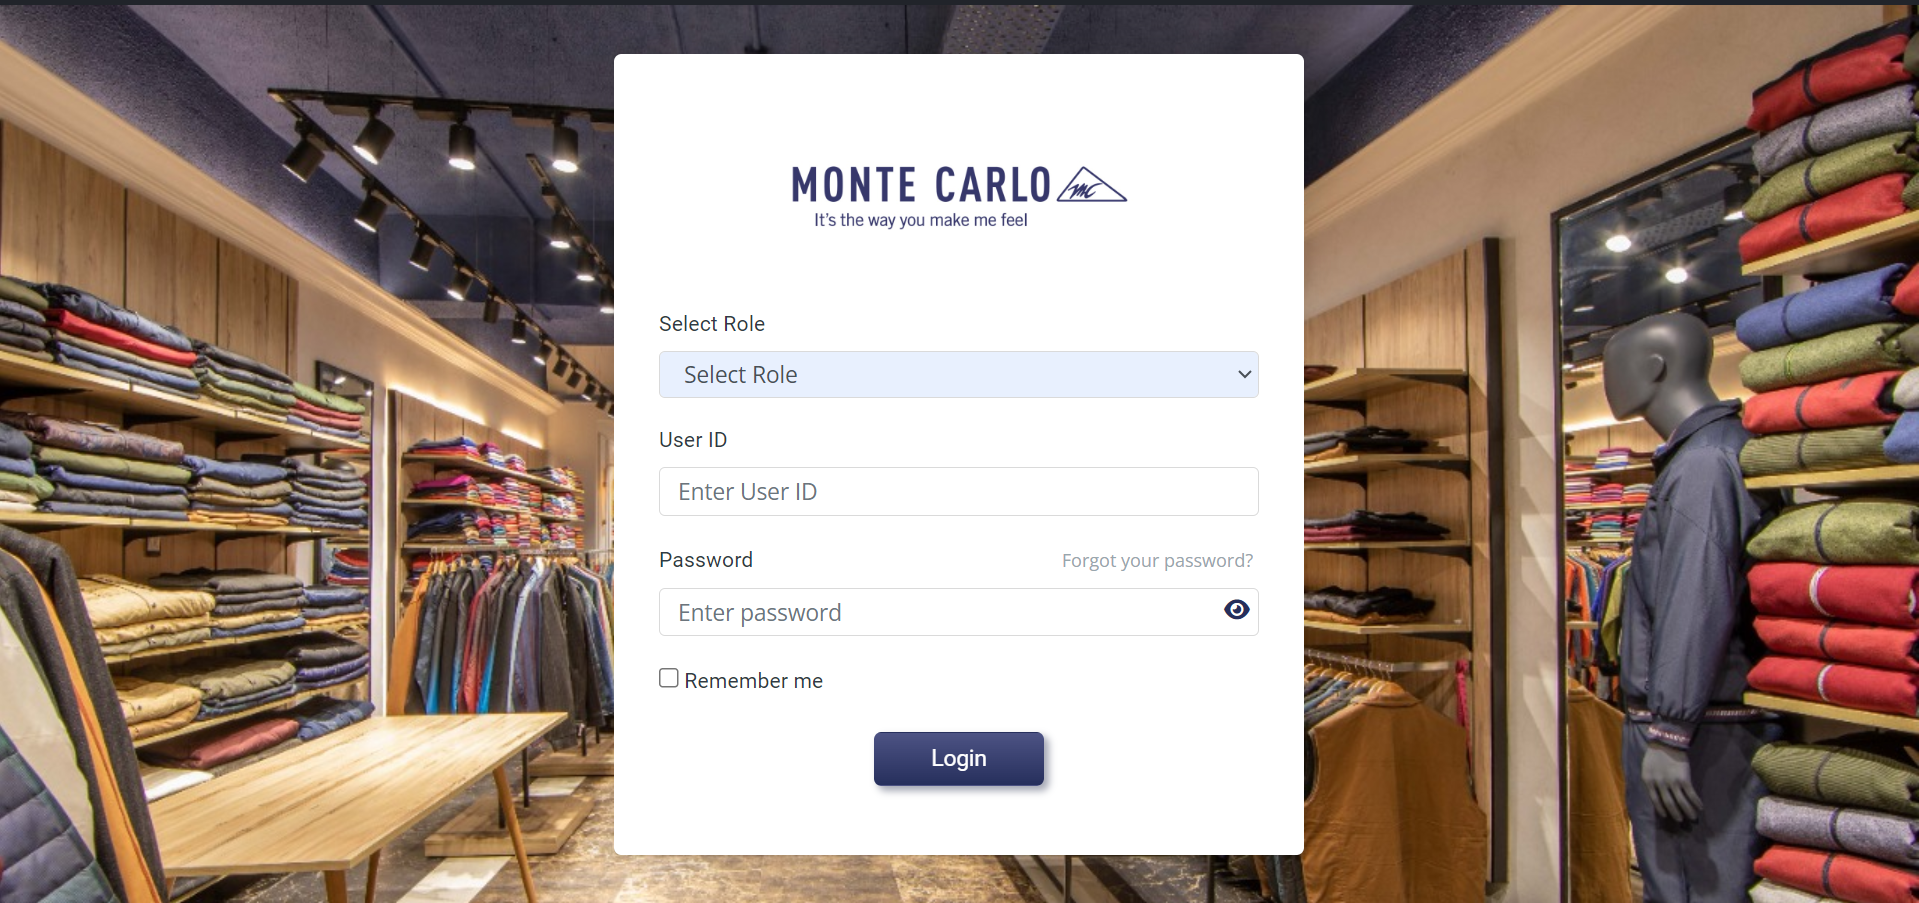 MONTE CARLO MC
It's the way you make me feel
Select Role
Select Role
User ID
Enter User ID
Password Forgot your password?
Enter password
Remember me
Login